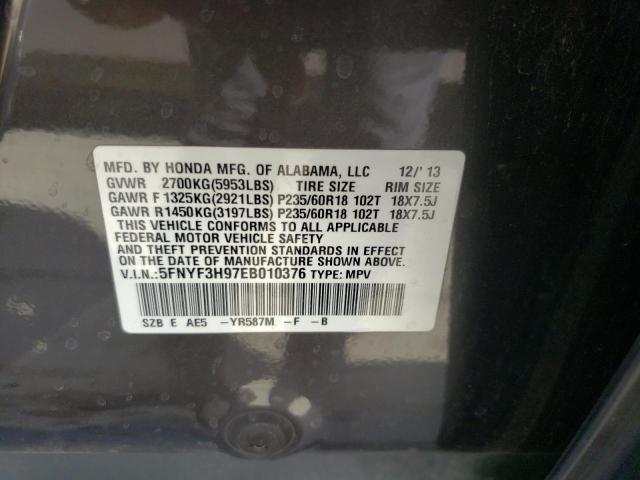 MFD. BY HONDA MFG. OF ALABAMA, LLC 12/'13
GVWR 2700KG(5953LBS) TIRE SIZE RIM SIZE
GAWR F 1325KG(2921LBS) P235/60R18 102T 18X7.5J
GAWR R 1450KG(3197LBS) P235/60R18 102T 18X7.5J
THIS VEHICLE CONFORMS TO ALL APPLICABLE
FEDERAL MOTOR VEHICLE SAFETY
AND THEFT PREVENTION STANDARDS IN EFFECT
ON THE DATE OF MANUFACTURE SHOWN ABOVE.
V.I.N.:5FNYF3H97EB010376 TYPE: MPV
SZB E AE5 -YR587M -F -B